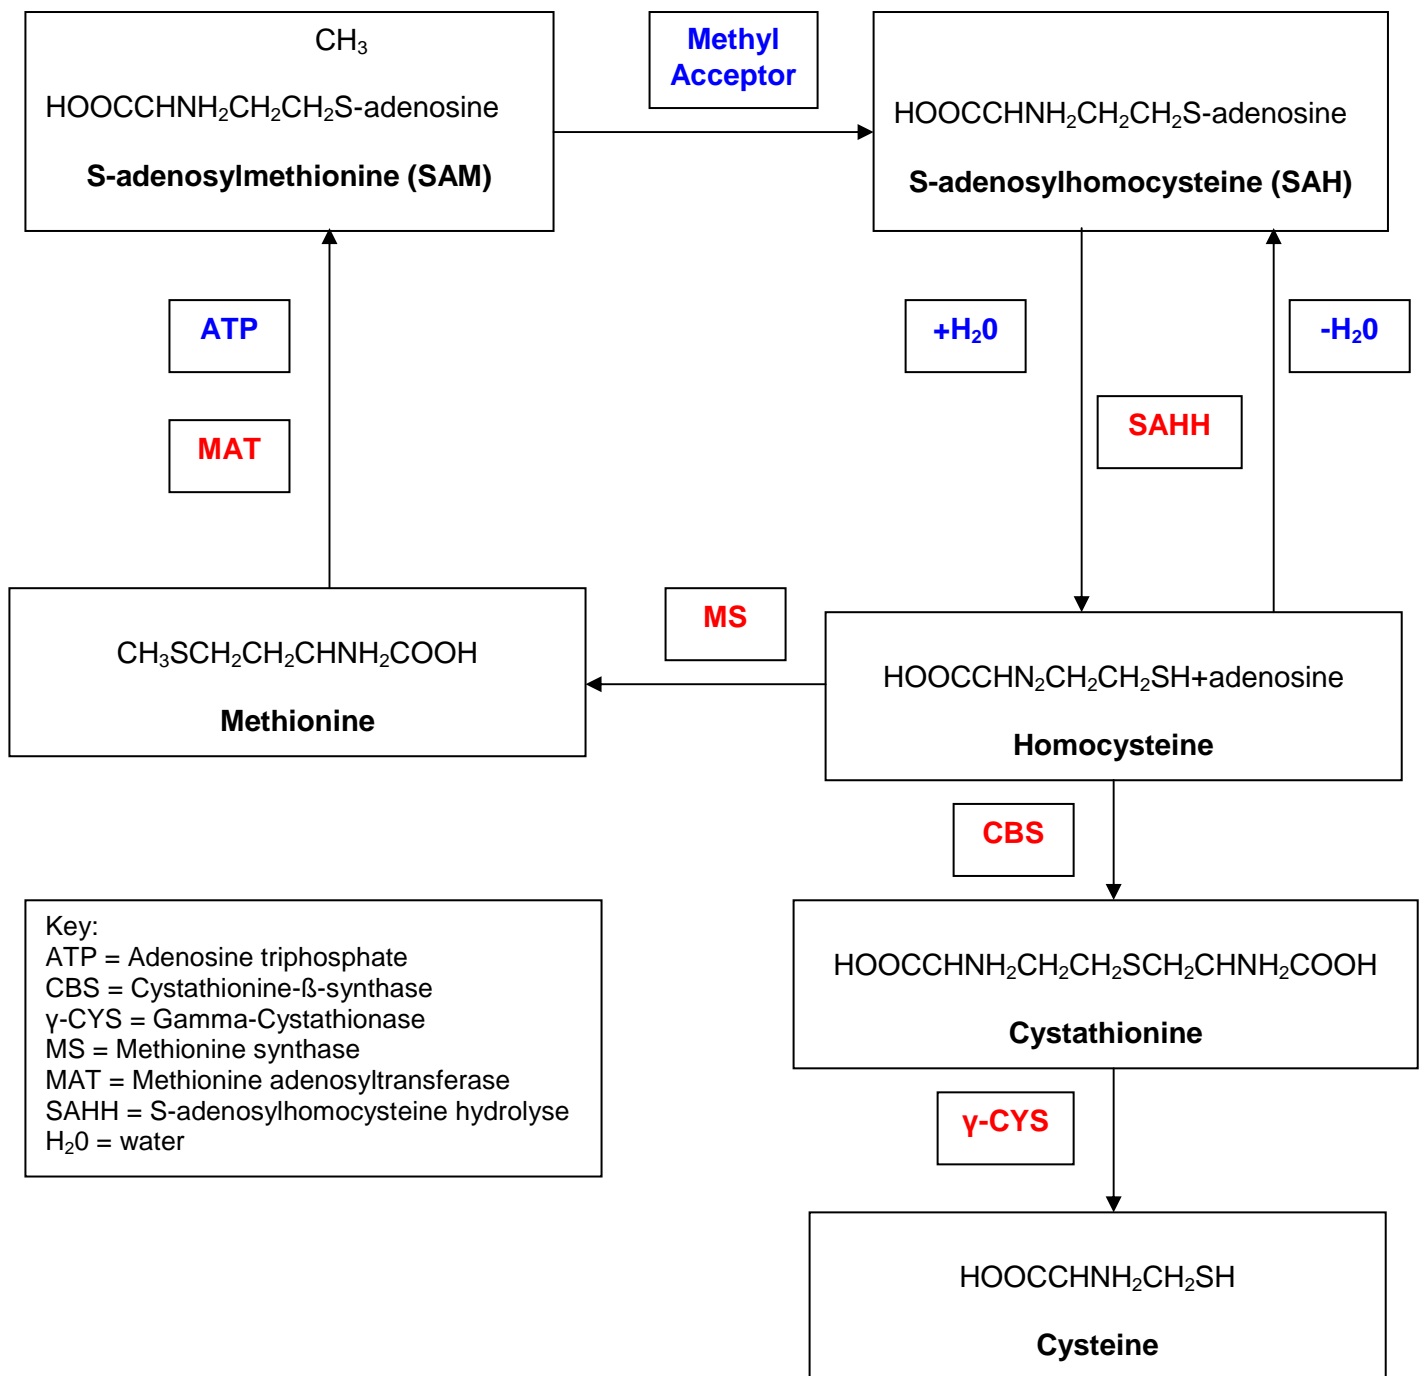 CH₃
HOOCCHNH₂CH₂CH₂S-adenosine
S-adenosylmethionine (SAM)
Methyl
Acceptor
HOOCCHNH₂CH₂CH₂S-adenosine
S-adenosylhomocysteine (SAH)
ATP
MAT
+H₂0
-H₂0
SAHH
CH₃SCH₂CH₂CHNH₂COOH
Methionine
MS
HOOCCHN₂CH₂CH₂SH+adenosine
Homocysteine
CBS
Key:
ATP = Adenosine triphosphate
CBS = Cystathionine-ß-synthase
γ-CYS = Gamma-Cystathionase
MS = Methionine synthase
MAT = Methionine adenosyltransferase
SAHH = S-adenosylhomocysteine hydrolyse
H₂0 = water
HOOCCHNH₂CH₂CH₂SCH₂CHNH₂COOH
Cystathionine
γ-CYS
HOOCCHNH₂CH₂SH
Cysteine